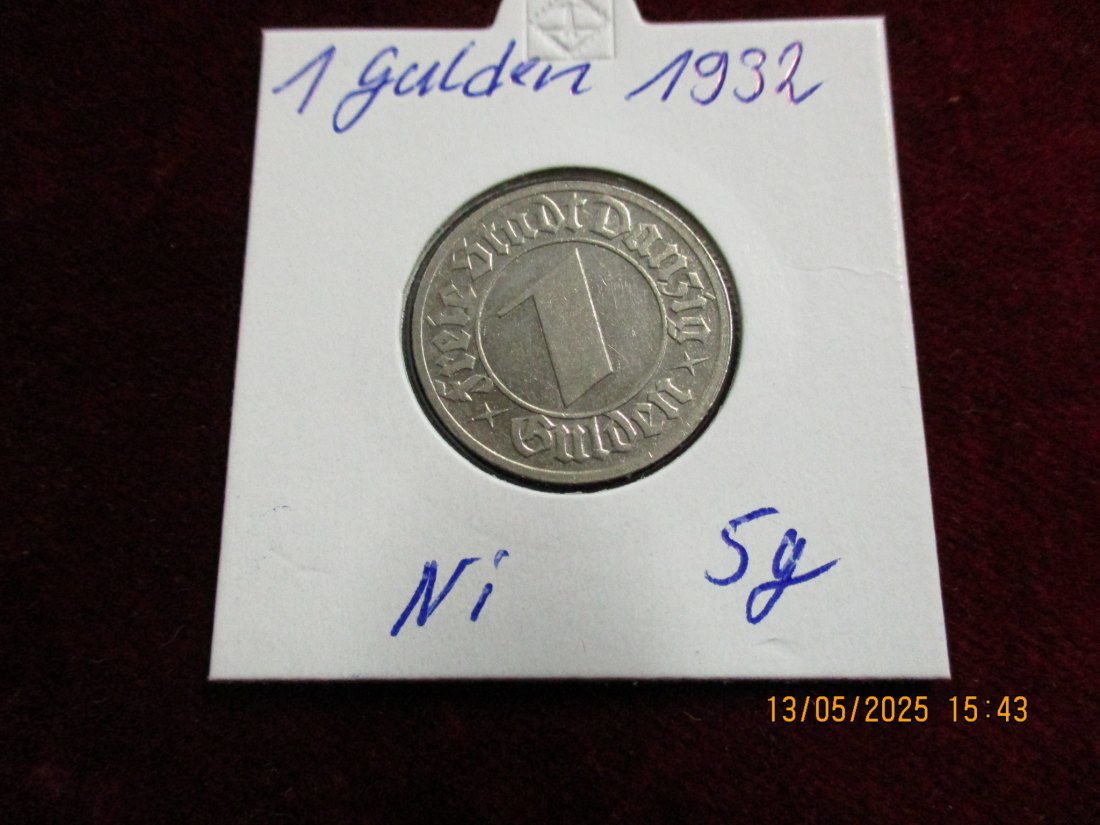 1 Gulden 1932
Freie Stadt Danzig
1
Gulden
Ni 5g
13/05/2025 15:43